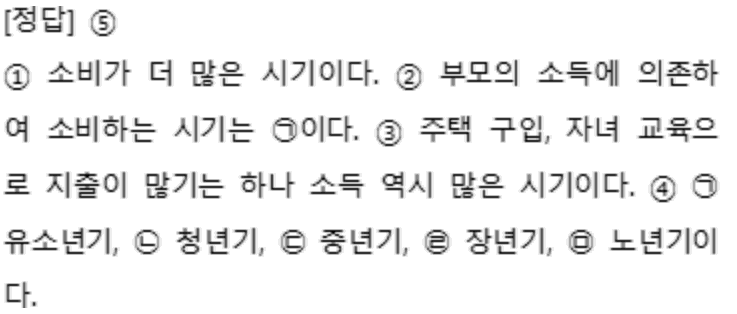 [정답] ⑤
① 소비가 더 많은 시기이다. ② 부모의 소득에 의존하
여 소비하는 시기는 ㉠이다. ③ 주택 구입, 자녀 교육으
로 지출이 많기는 하나 소득 역시 많은 시기이다. ④ ㉠
유소년기, ㉡ 청년기, ㉢ 중년기, ㉣ 장년기, ㉤ 노년기이
다.